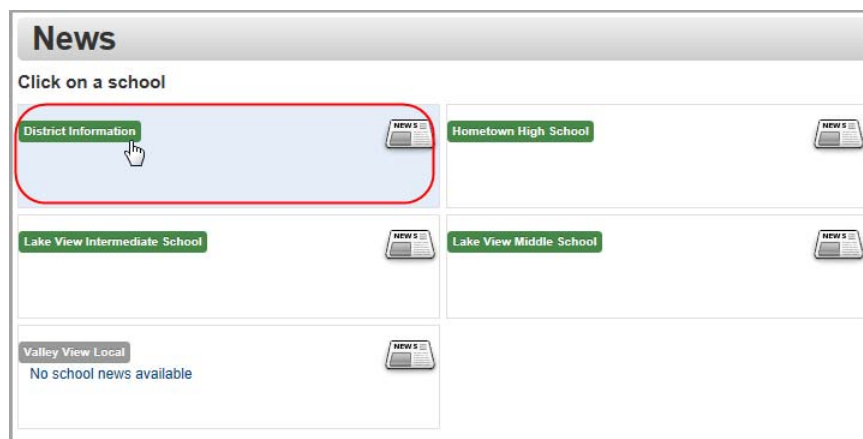 News
Click on a school
District Information
NEWS
Hometown High School
NEWS
Lake View Intermediate School
NEWS
Lake View Middle School
NEWS
Valley View Local
NEWS
No school news available